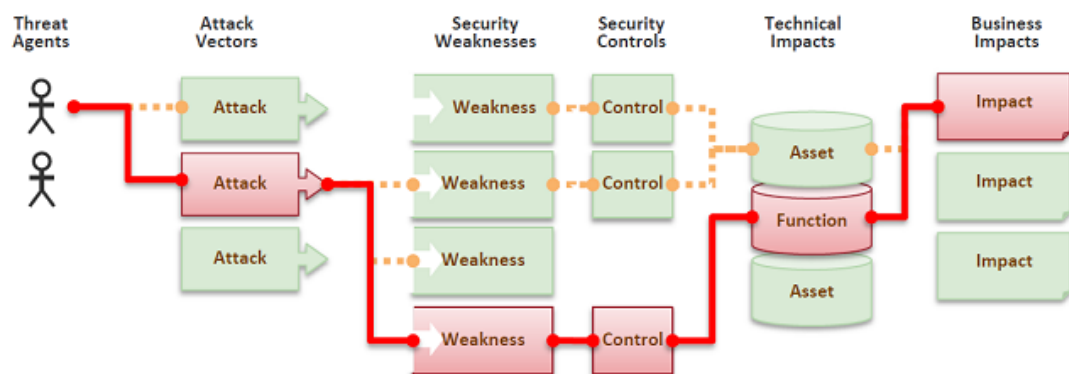 Threat Agents
Attack Vectors
Security Weaknesses
Security Controls
Technical Impacts
Business Impacts
Attack
Weakness
Control
Impact
Asset
Attack
Weakness
Control
Impact
Function
Attack
Weakness
Impact
Asset
Weakness
Control